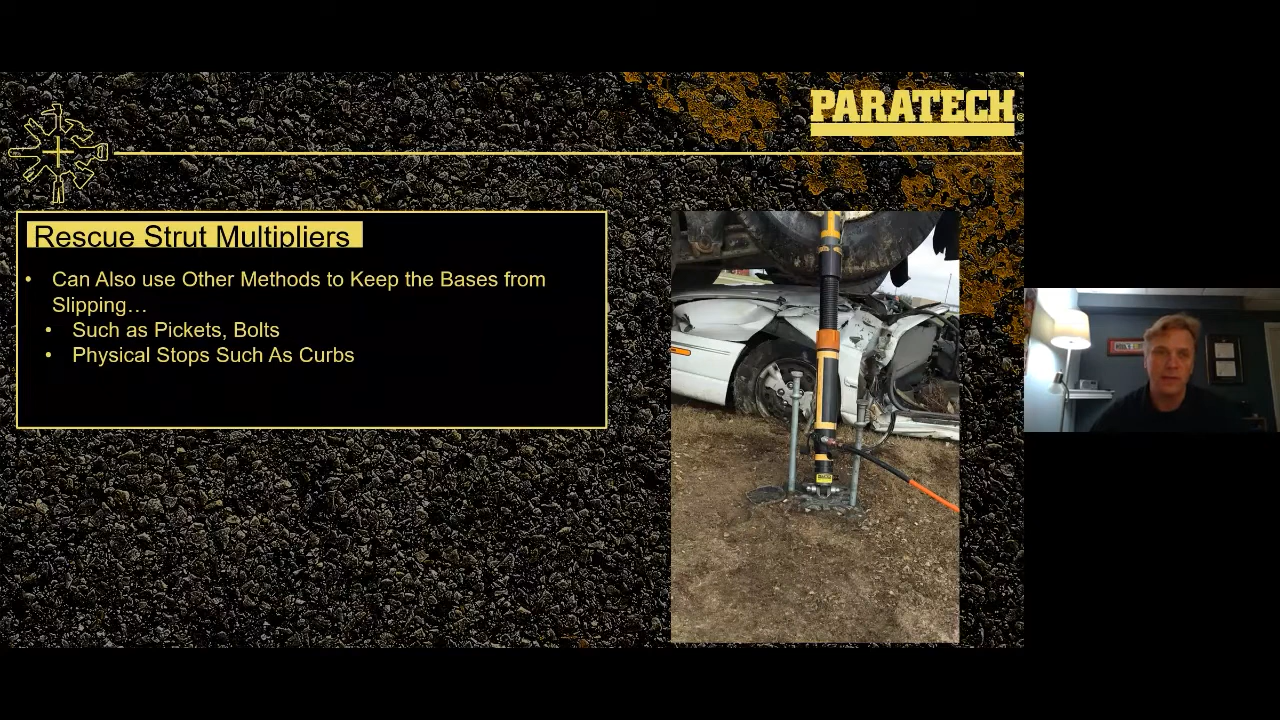 PARATECH®
Rescue Strut Multipliers
• Can Also use Other Methods to Keep the Bases from
Slipping…
• Such as Pickets, Bolts
• Physical Stops Such As Curbs